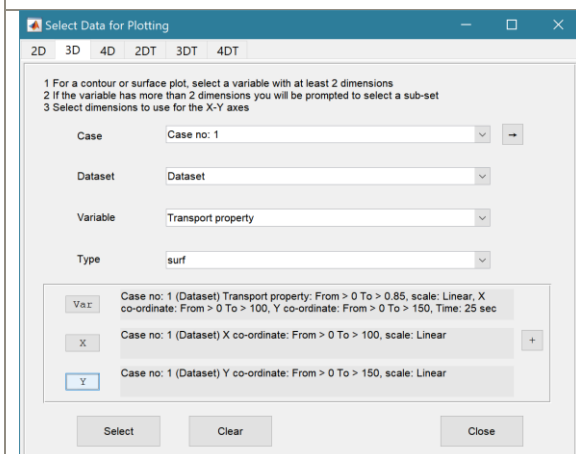 Select Data for Plotting
2D 3D 4D 2DT 3DT 4DT
1 For a contour or surface plot, select a variable with at least 2 dimensions
2 If the variable has more than 2 dimensions you will be prompted to select a sub-set
3 Select dimensions to use for the X-Y axes
Case Case no: 1 →
Dataset Dataset
Variable Transport property
Type surf
Var Case no: 1 (Dataset) Transport property: From > 0 To > 0.85, scale: Linear, X
co-ordinate: From > 0 To > 100, Y co-ordinate: From > 0 To > 150, Time: 25 sec
X Case no: 1 (Dataset) X co-ordinate: From > 0 To > 100, scale: Linear +
Y Case no: 1 (Dataset) Y co-ordinate: From > 0 To > 150, scale: Linear
Select Clear Close